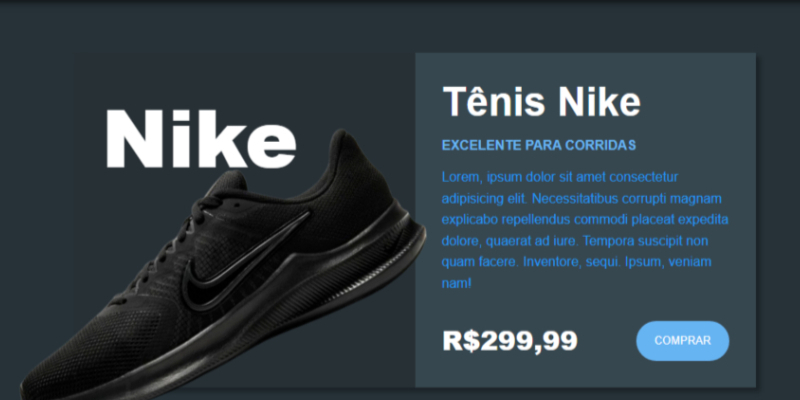 Nike
Tênis Nike
EXCELENTE PARA CORRIDAS
Lorem, ipsum dolor sit amet consectetur
adipisicing elit. Necessitatibus corrupti magnam
explicabo repellendus commodi placeat expedita
dolore, quaerat ad iure. Tempora suscipit non
quam facere. Inventore, sequi. Ipsum, veniam
nam!
R$299,99
COMPRAR